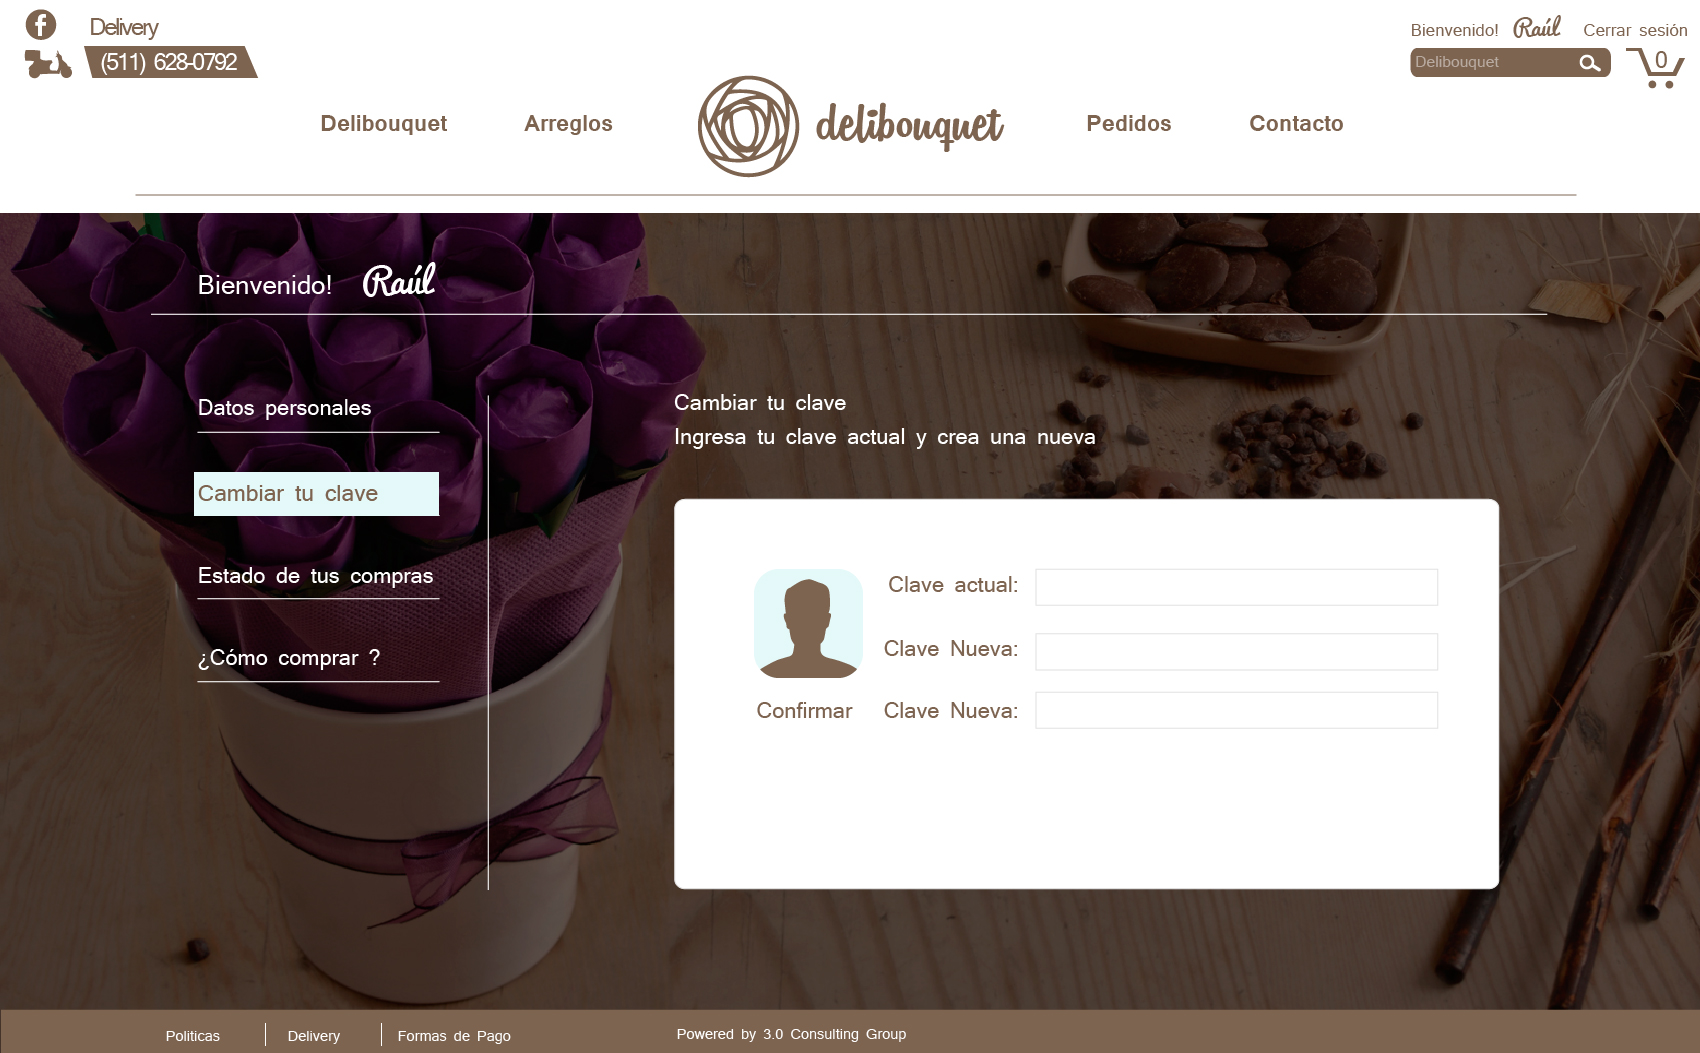 Delivery
(511) 628-0792
Bienvenido! Raúl Cerrar sesión
Delibouquet
0
Delibouquet Arreglos delibouquet Pedidos Contacto
Bienvenido! Raúl
Datos personales
Cambiar tu clave
Estado de tus compras
¿Cómo comprar ?
Cambiar tu clave
Ingresa tu clave actual y crea una nueva
Clave actual:
Clave Nueva:
Confirmar Clave Nueva:
Politicas Delivery Formas de Pago Powered by 3.0 Consulting Group